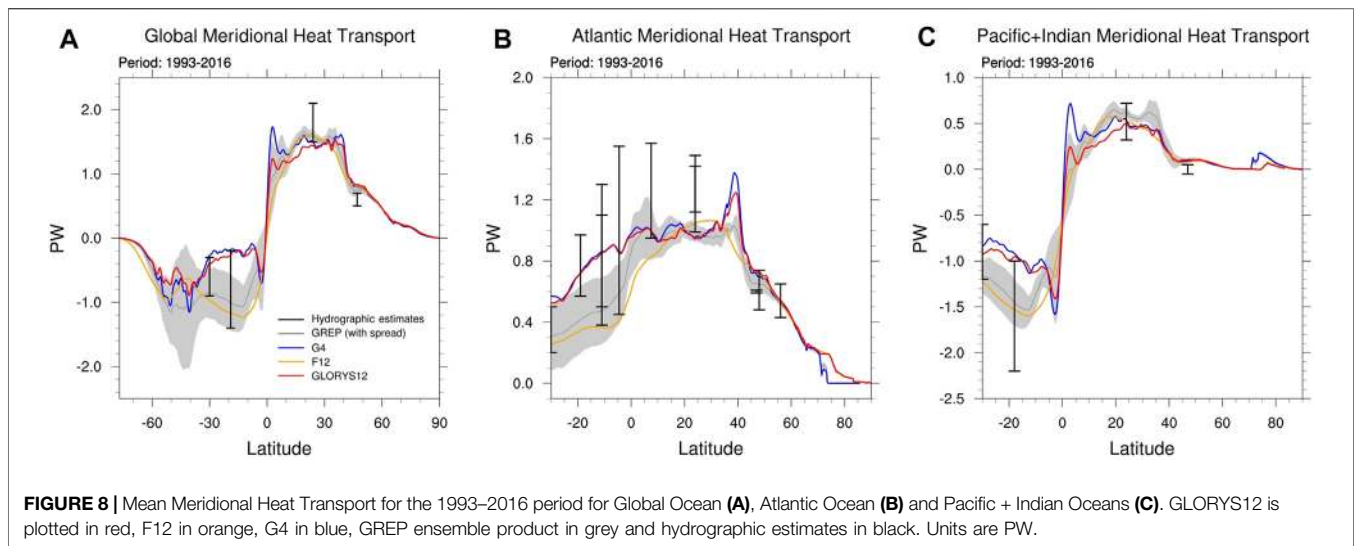 A
Global Meridional Heat Transport
Period: 1993-2016
PW
2.0
1.0
0.0
-1.0
-2.0
-60
-30
0
30
60
90
Latitude
Hydrographic estimates
GREP (with spread)
G4
F12
GLORYS12
B
Atlantic Meridional Heat Transport
Period: 1993-2016
PW
2.0
1.6
1.2
0.8
0.4
0.0
-20
0
20
40
60
80
Latitude
C
Pacific+Indian Meridional Heat Transport
Period: 1993-2016
PW
1.0
0.5
0.0
-0.5
-1.0
-1.5
-2.0
-2.5
-20
0
20
40
60
80
Latitude
FIGURE 8 | Mean Meridional Heat Transport for the 1993–2016 period for Global Ocean (A), Atlantic Ocean (B) and Pacific + Indian Oceans (C). GLORYS12 is
plotted in red, F12 in orange, G4 in blue, GREP ensemble product in grey and hydrographic estimates in black. Units are PW.